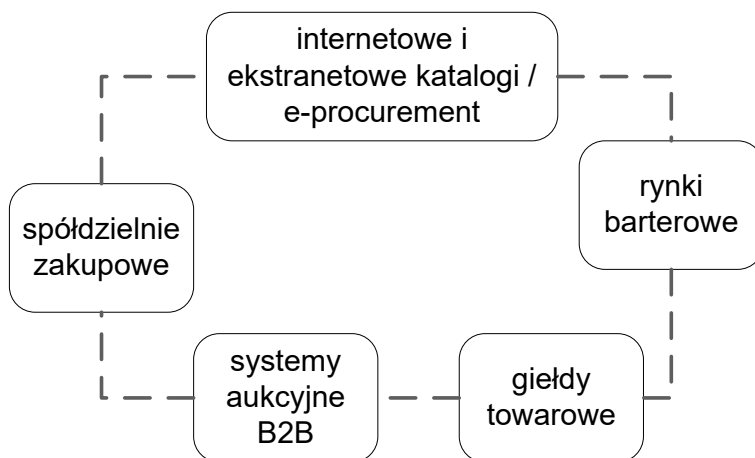 internetowe i
ekstranetowe katalogi /
e-procurement
rynki
barterowe
spółdzielnie
zakupowe
systemy
aukcyjne
B2B
giełdy
towarowe